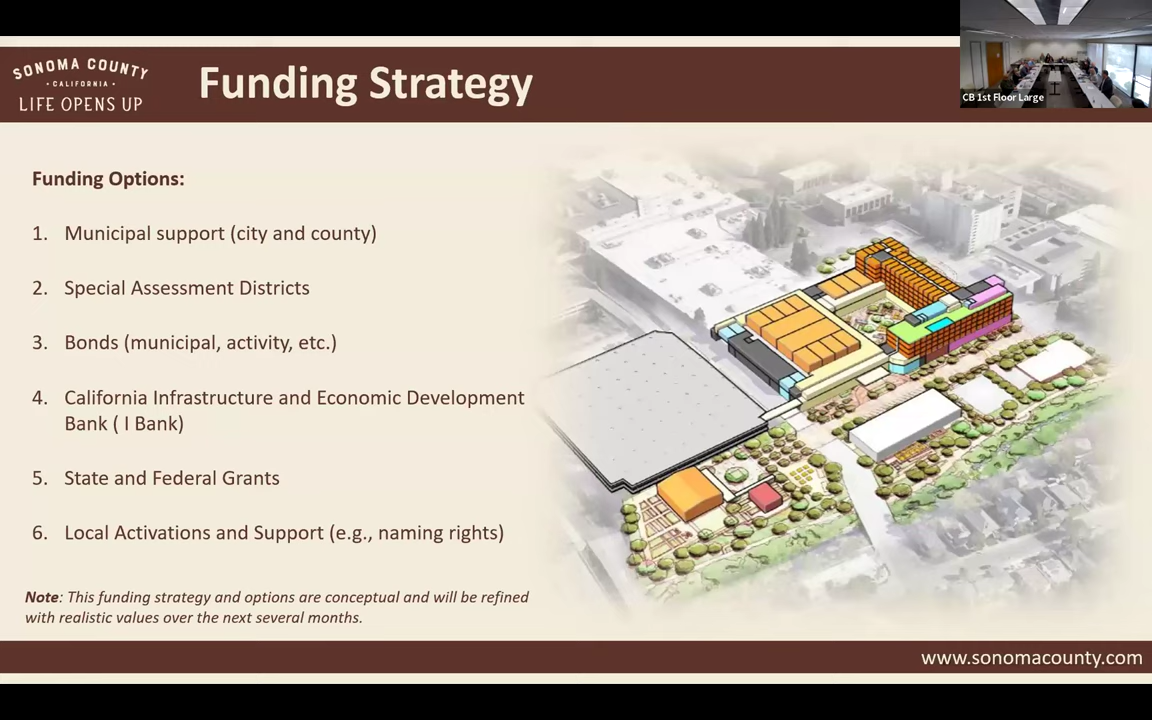 SONOMA COUNTY
• CALIFORNIA •
LIFE OPENS UP
Funding Strategy
CB 1st Floor Large
Funding Options:
1. Municipal support (city and county)
2. Special Assessment Districts
3. Bonds (municipal, activity, etc.)
4. California Infrastructure and Economic Development
Bank ( I Bank)
5. State and Federal Grants
6. Local Activations and Support (e.g., naming rights)
Note: This funding strategy and options are conceptual and will be refined
with realistic values over the next several months.
www.sonomacounty.com